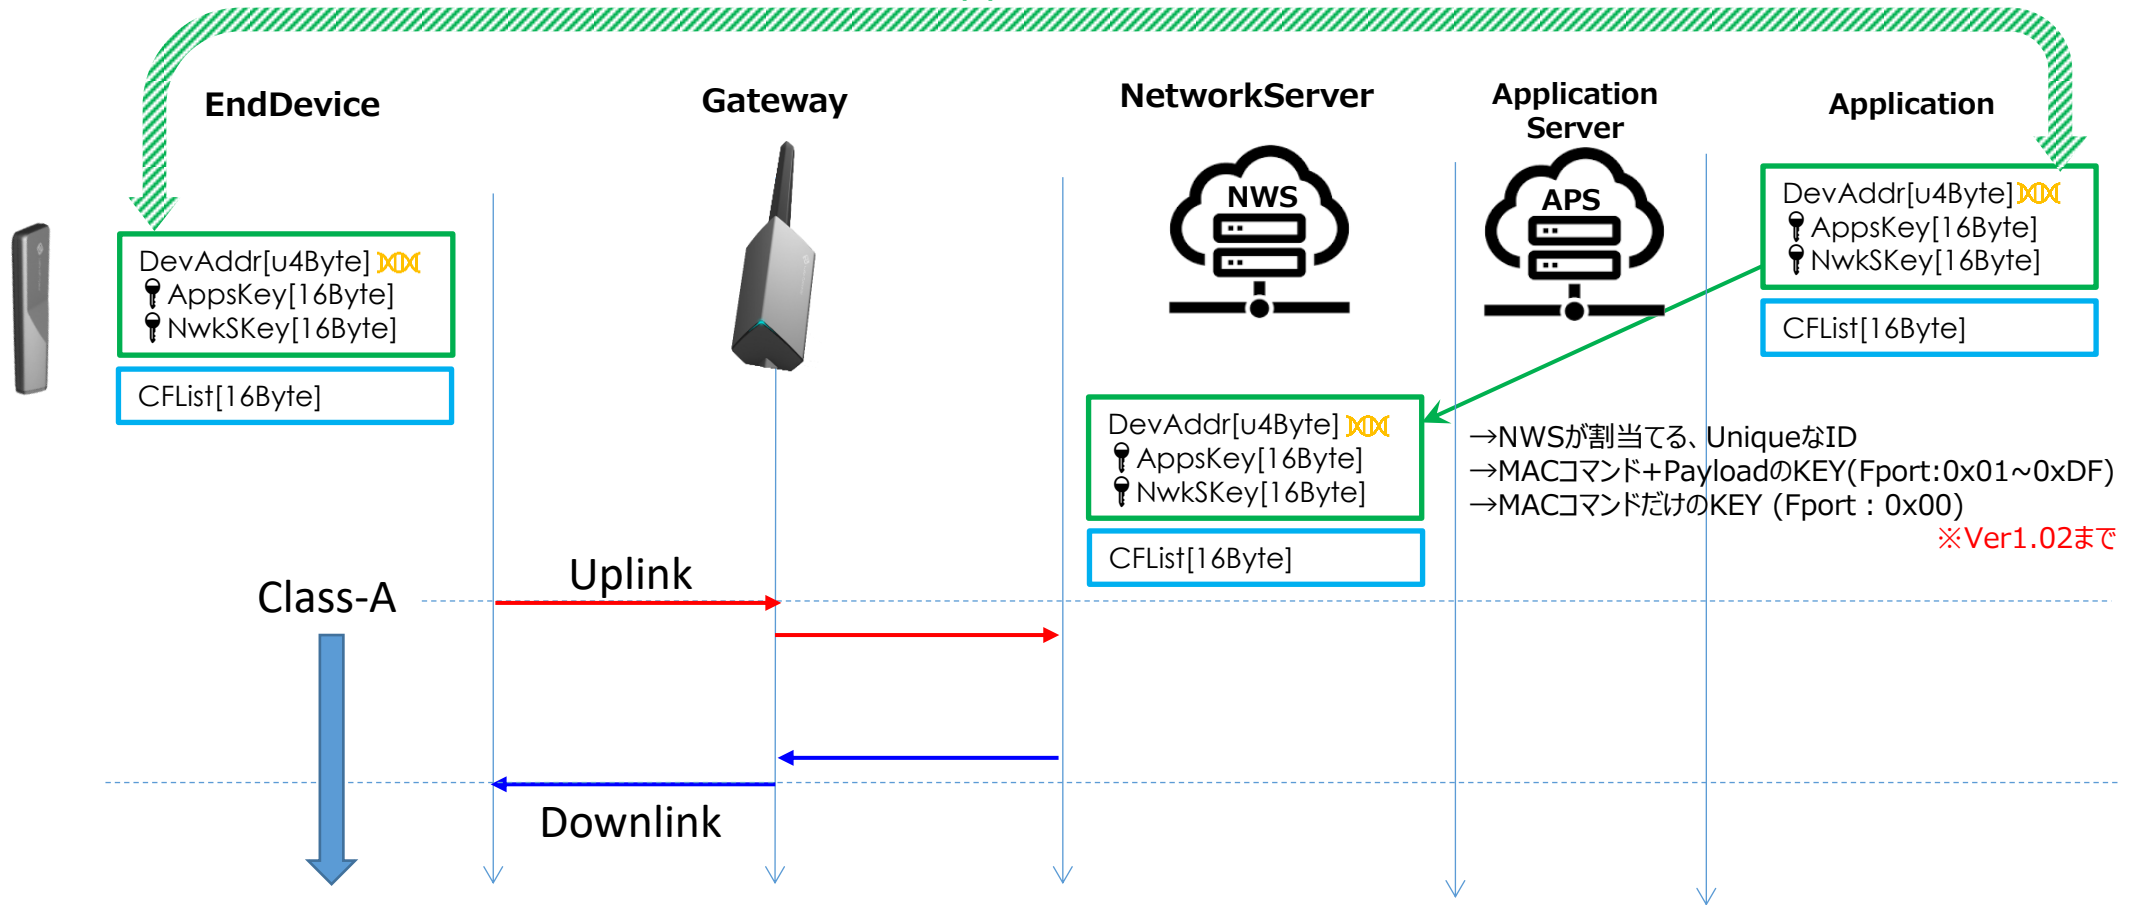 EndDevice
Gateway
NetworkServer
Application
Server
Application
NWS
APS
DevAddr[u4Byte]
AppsKey[16Byte]
NwkSKey[16Byte]
CFList[16Byte]
DevAddr[u4Byte]
AppsKey[16Byte]
NwkSKey[16Byte]
CFList[16Byte]
DevAddr[u4Byte]
AppsKey[16Byte]
NwkSKey[16Byte]
CFList[16Byte]
→NWSが割当てる、UniqueなID
→MACコマンド+PayloadのKEY(Fport:0x01~0xDF)
→MACコマンドだけのKEY (Fport : 0x00)
※Ver1.02まで
Class-A
Uplink
Downlink